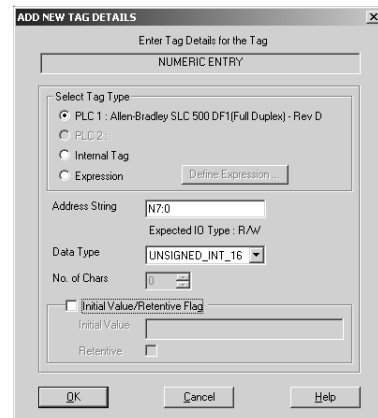 ADD NEW TAG DETAILS
Enter Tag Details for the Tag
NUMERIC ENTRY
Select Tag Type
PLC 1 : Allen-Bradley SLC 500 DF1(Full Duplex) - Rev D
PLC 2 :
Internal Tag
Expression
Define Expression ...
Address String
N7:0
Expected IO Type : R/W
Data Type
UNSIGNED_INT_16
No. of Chars
0
Initial Value/Retentive Flag
Initial Value
Retentive
OK
Cancel
Help